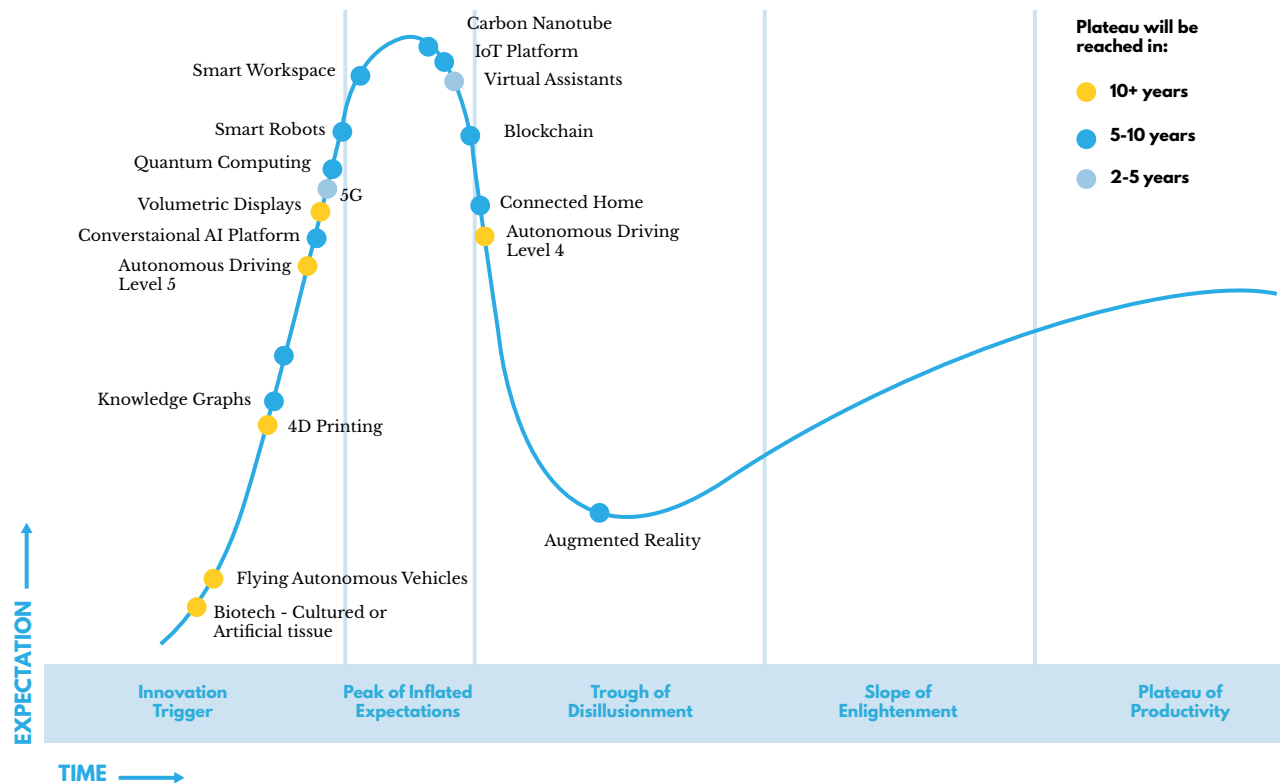 Carbon Nanotube
IoT Platform
Virtual Assistants
Smart Workspace
Smart Robots
Blockchain
Quantum Computing
5G
Volumetric Displays
Connected Home
Converstaional AI Platform
Autonomous Driving
Level 4
Autonomous Driving
Level 5
Knowledge Graphs
4D Printing
Augmented Reality
Flying Autonomous Vehicles
Biotech - Cultured or
Artificial tissue
Plateau will be
reached in:
10+ years
5-10 years
2-5 years
EXPECTATION
Innovation
Trigger
Peak of Inflated
Expectations
Trough of
Disillusionment
Slope of
Enlightenment
Plateau of
Productivity
TIME